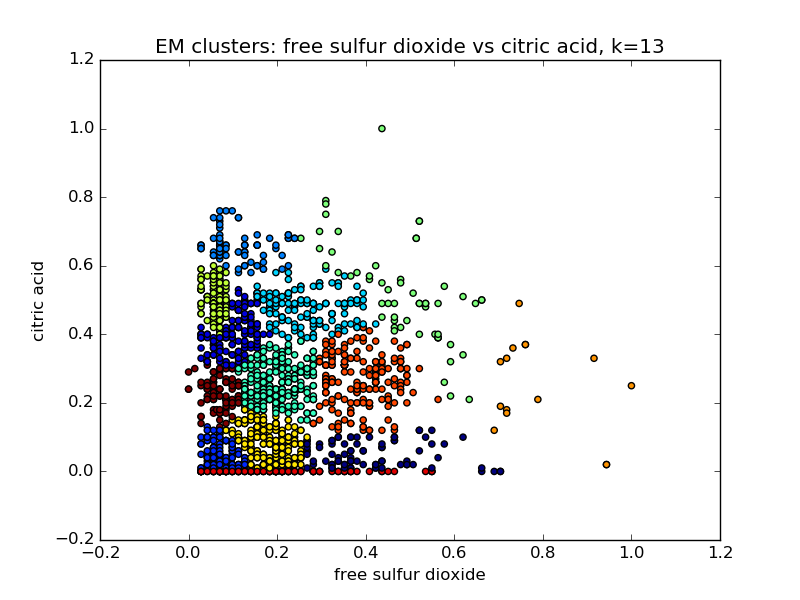 EM clusters: free sulfur dioxide vs citric acid, k=13
1.2
1.0
0.8
0.6
0.4
0.2
0.0
−0.2
citric acid
−0.2 0.0 0.2 0.4 0.6 0.8 1.0 1.2
free sulfur dioxide